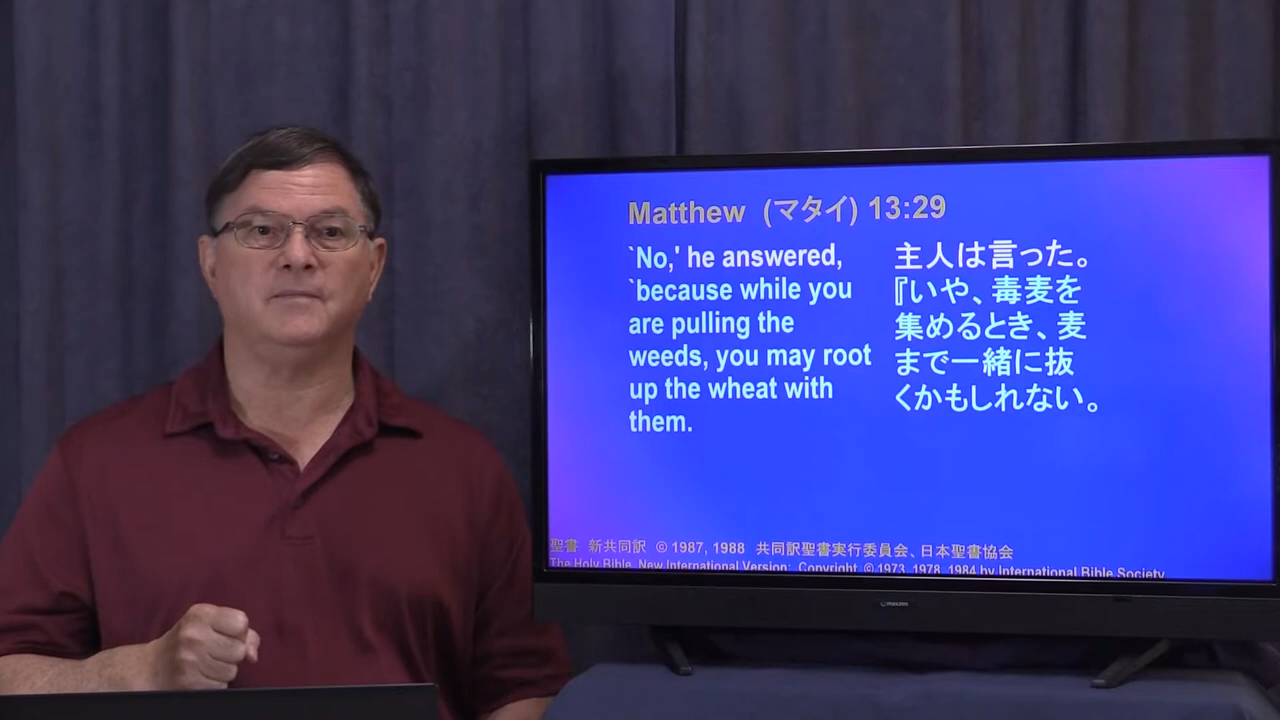 Matthew (マタイ) 13:29
`No,' he answered,
`because while you
are pulling the
weeds, you may root
up the wheat with
them.
主人は言った。
『いや、毒麦を
集めるとき、麦
まで一緒に抜
くかもしれない。
聖書 新共同訳 © 1987, 1988 共同訳聖書実行委員会、日本聖書協会
The Holy Bible, New International Version; Copyright © 1973, 1978, 1984 by International Bible Society